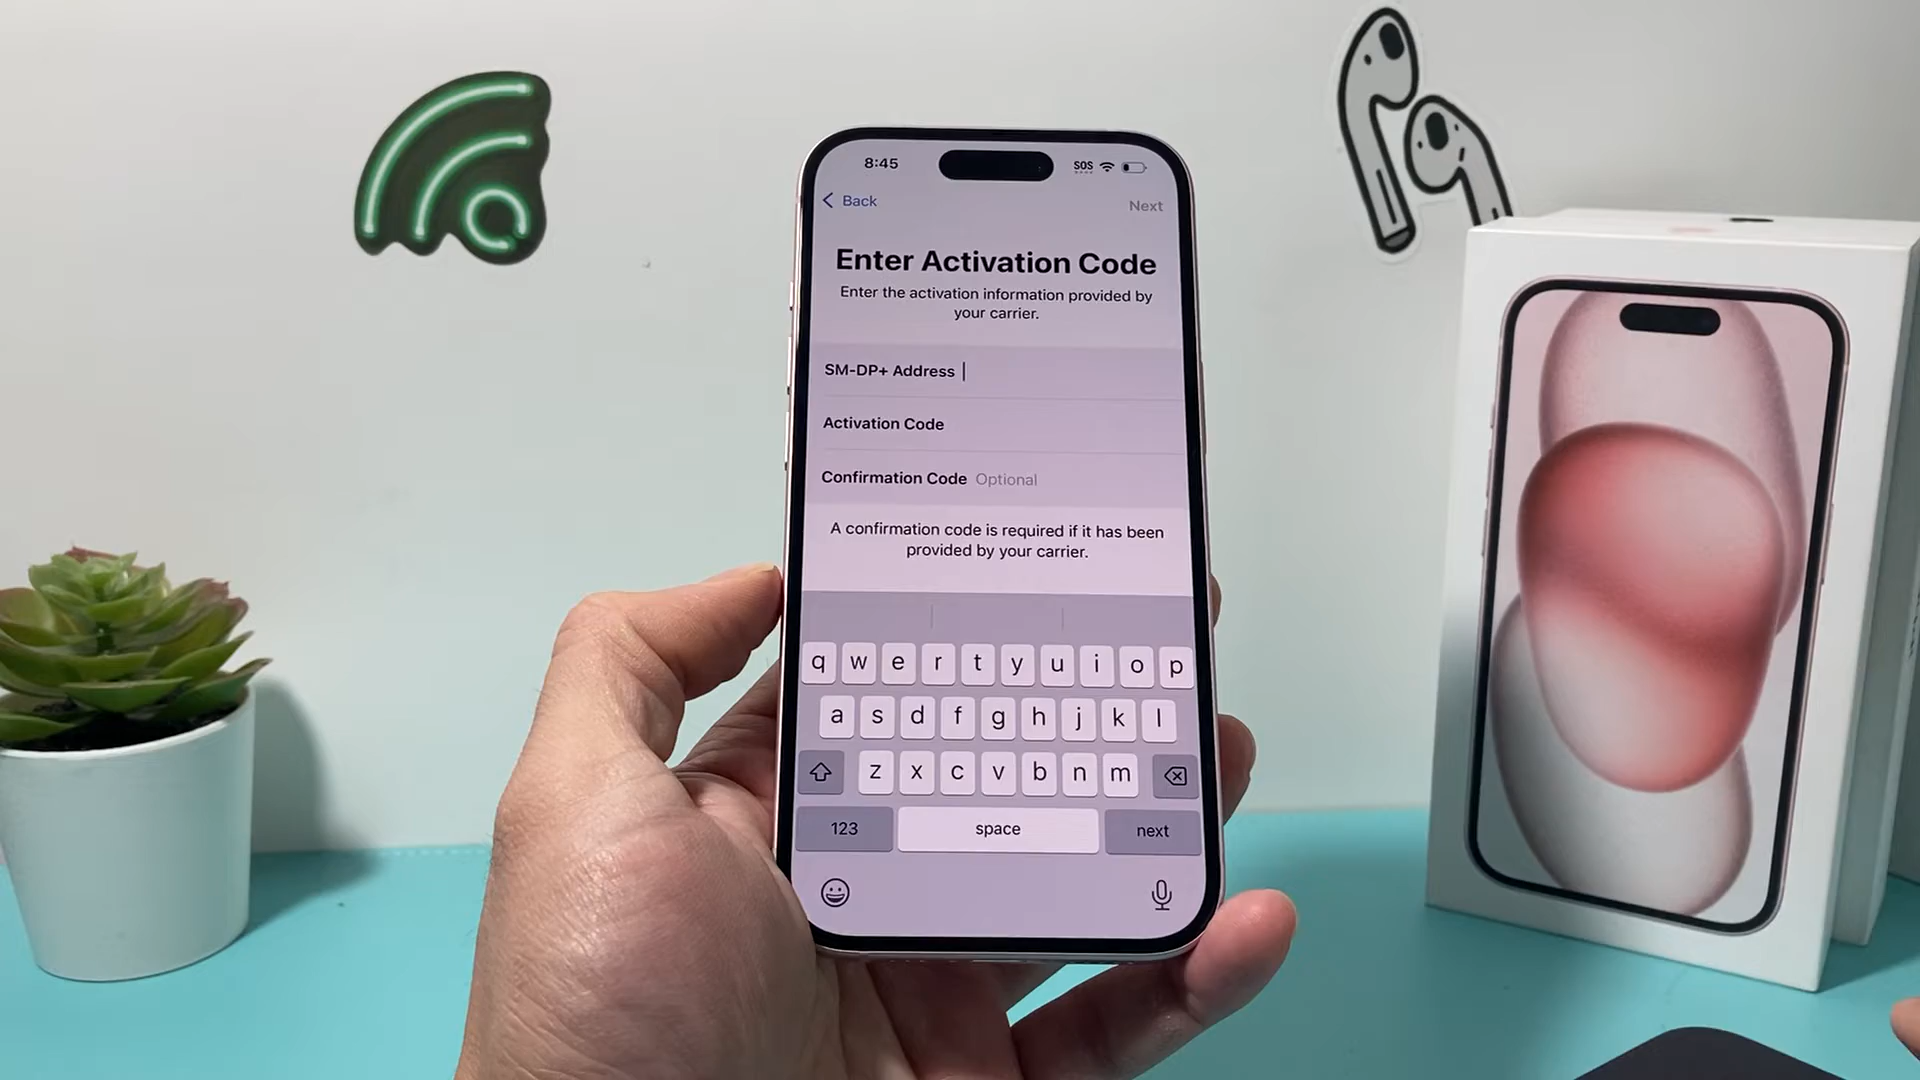 8:45
SOS
Back
Next
Enter Activation Code
Enter the activation information provided by
your carrier.
SM-DP+ Address
Activation Code
Confirmation Code Optional
A confirmation code is required if it has been
provided by your carrier.
q w e r t y u i o p
a s d f g h j k l
z x c v b n m
123 space next